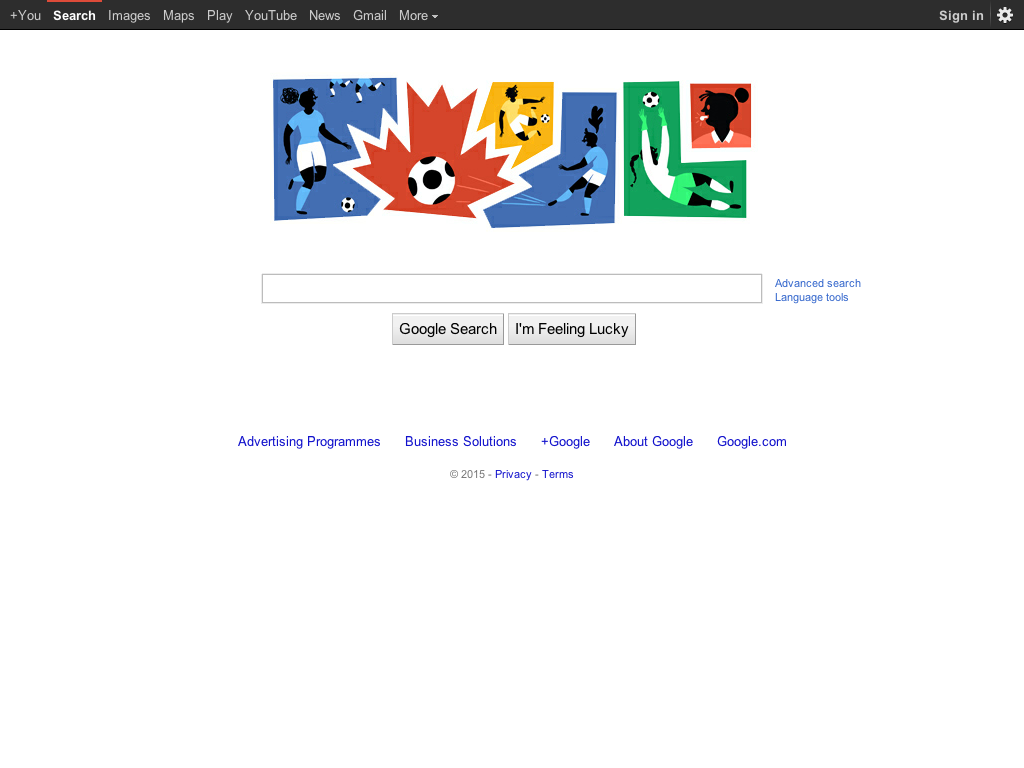 +You Search Images Maps Play YouTube News Gmail More Sign in
Advanced search
Language tools
Google Search I'm Feeling Lucky
Advertising Programmes Business Solutions +Google About Google Google.com
© 2015 - Privacy - Terms